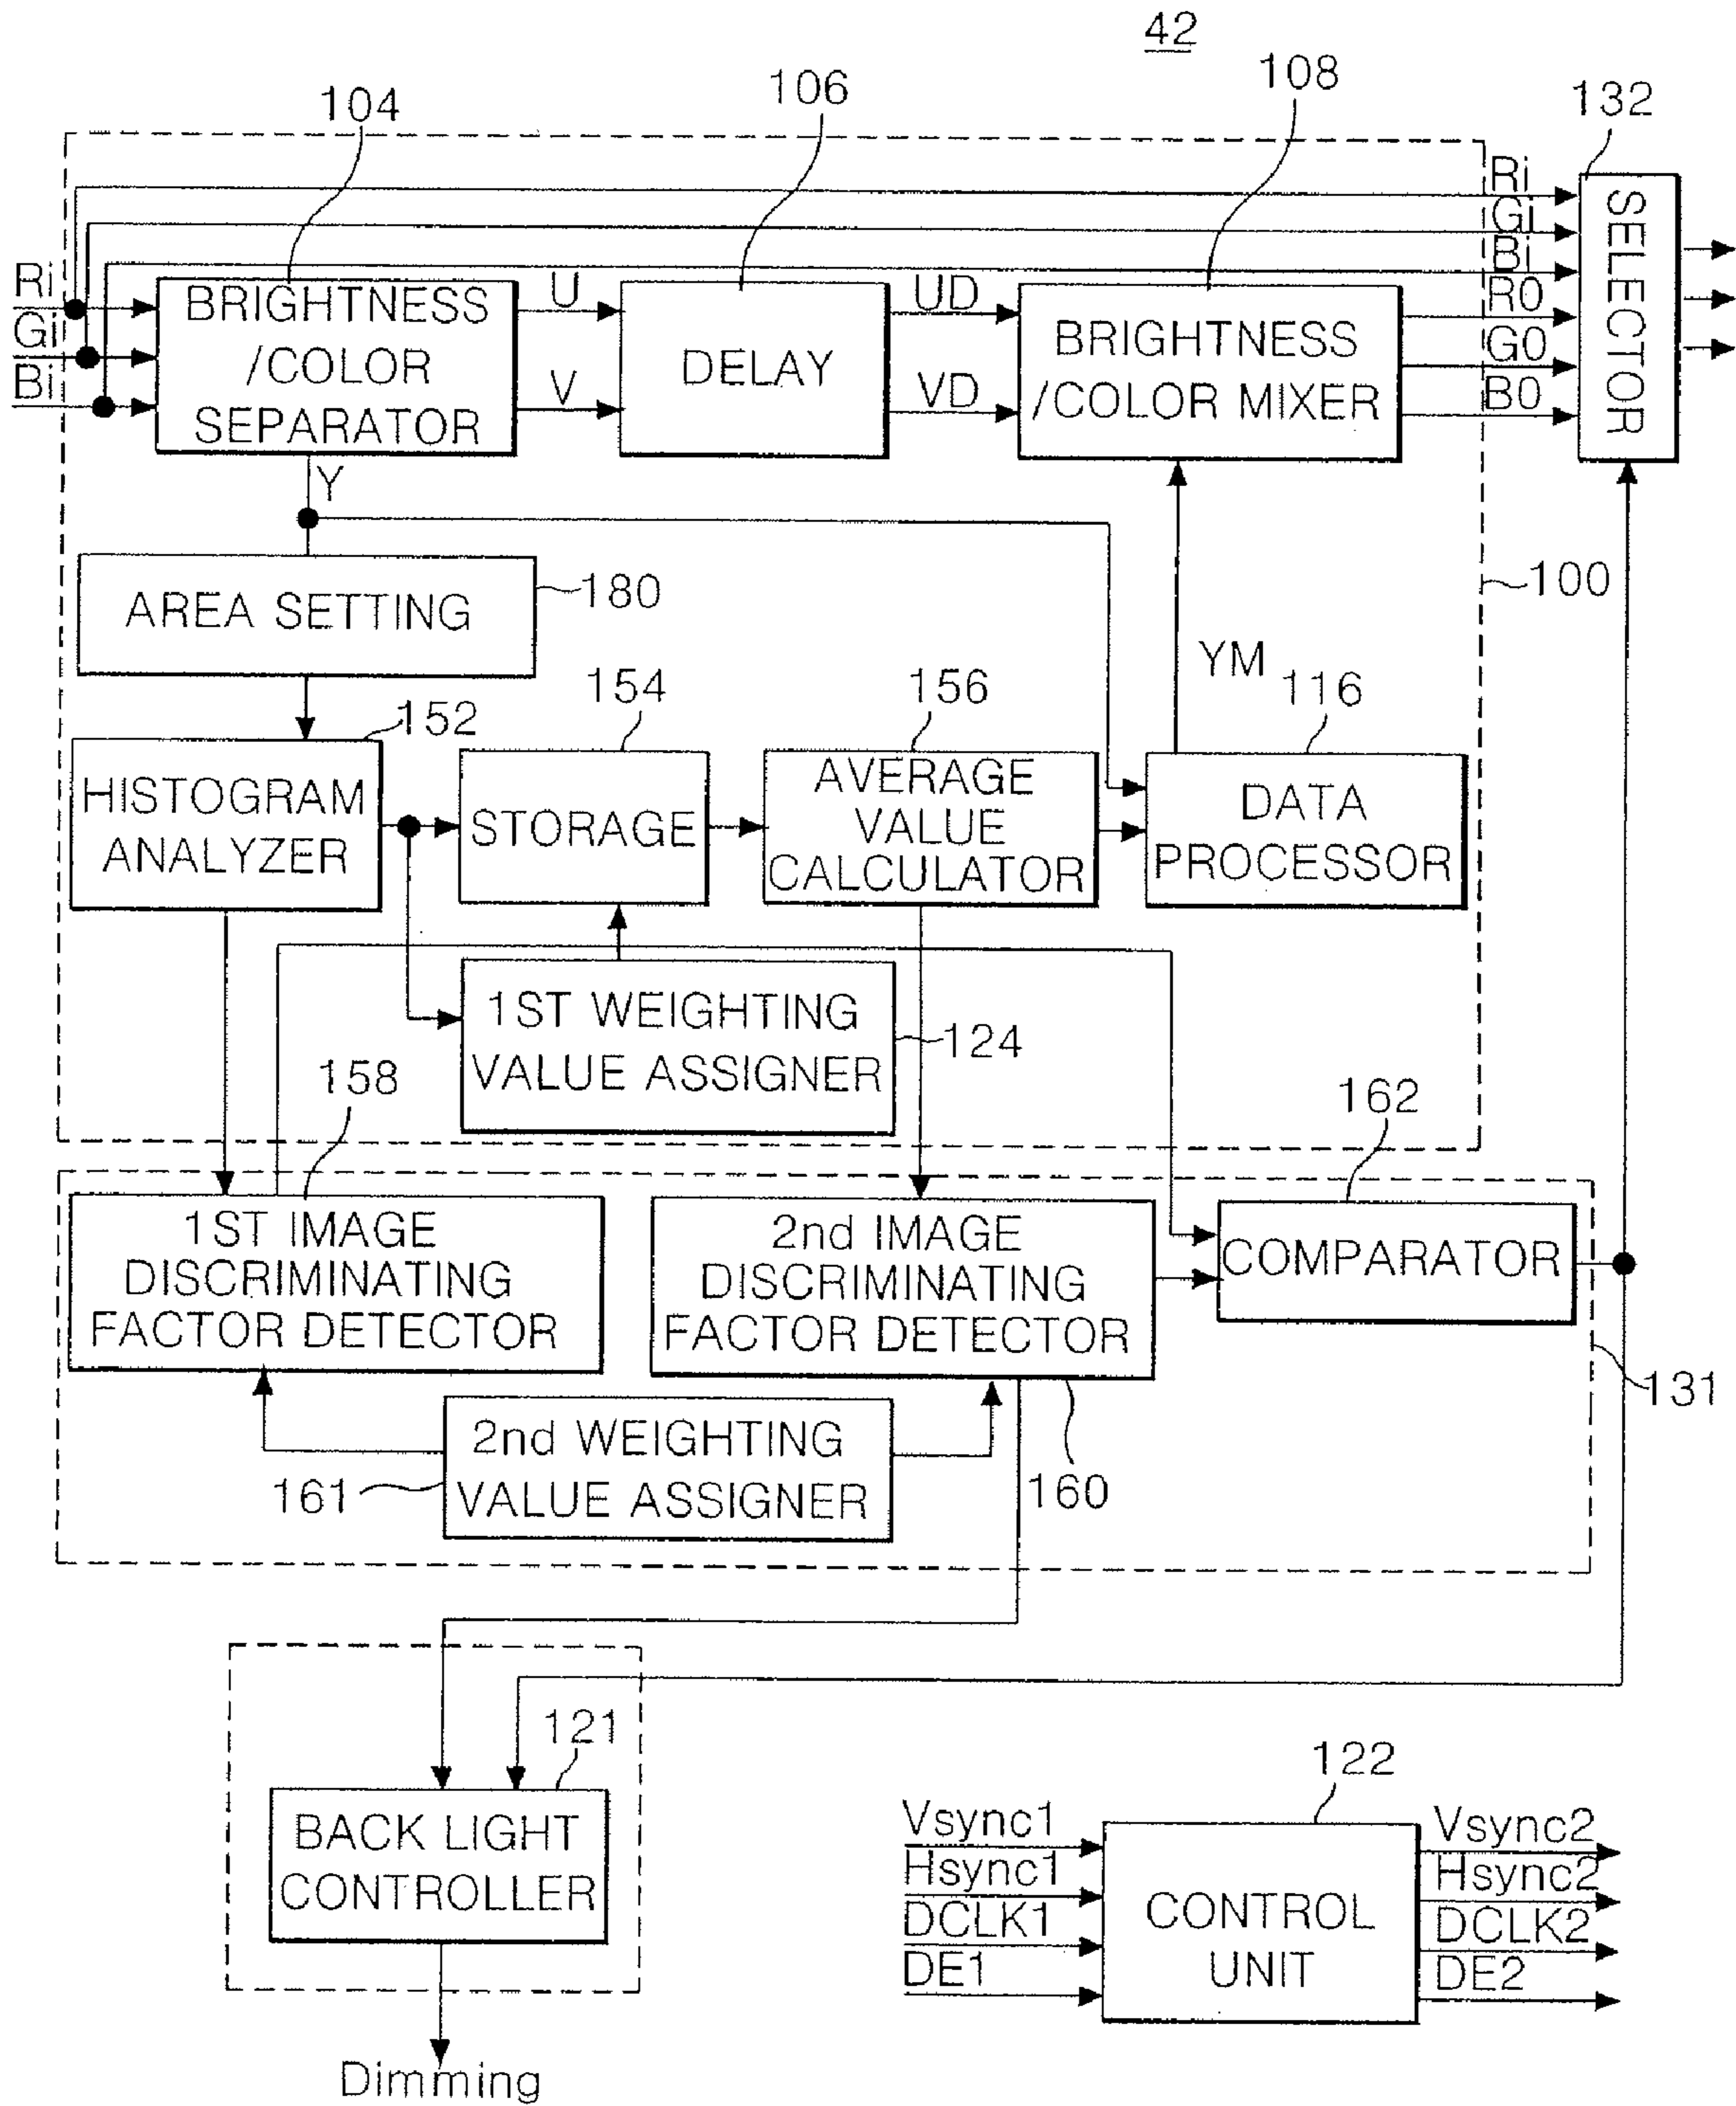 42
104
106
108
132
Ri
Gi
Bi
R0
G0
B0
SELECTOR
Ri
Gi
Bi
BRIGHTNESS
/COLOR
SEPARATOR
U
V
DELAY
UD
VD
BRIGHTNESS
/COLOR MIXER
Y
AREA SETTING
180
100
YM
152
154
156
116
HISTOGRAM
ANALYZER
STORAGE
AVERAGE
VALUE
CALCULATOR
DATA
PROCESSOR
1ST WEIGHTING
VALUE ASSIGNER
124
158
162
1ST IMAGE
DISCRIMINATING
FACTOR DETECTOR
2nd IMAGE
DISCRIMINATING
FACTOR DETECTOR
COMPARATOR
131
2nd WEIGHTING
VALUE ASSIGNER
161
160
121
BACK LIGHT
CONTROLLER
Dimming
122
Vsync1
Hsync1
DCLK1
DE1
CONTROL
UNIT
Vsync2
Hsync2
DCLK2
DE2